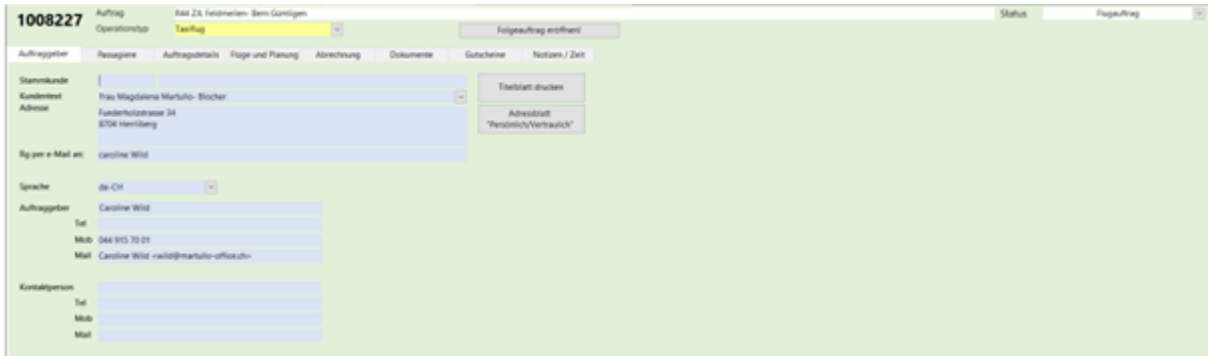 1008227
Auftrag R44 ZJL Feldmeilen- Bern Gümligen Status Flugauftrag
Operationstyp Taxiflug Folgeauftrag eröffnen!
Auftraggeber Passagiere Auftragsdetails Flüge und Planung Abrechnung Dokumente Gutscheine Notizen / Zeit
Stammkunde Titelblatt drucken
Kundentext Frau Magdalena Martullo- Blocher
Adresse 34 Adressblatt
8704 Herrliberg "Persönlich/Vertraulich"
Rg per e-Mail an: caroline Wild
Sprache de-CH
Auftraggeber Caroline Wild
Tel
Mob 044 915 70 01
Mail Caroline Wild <wild@martullo-office.ch>
Kontaktperson
Tel
Mob
Mail